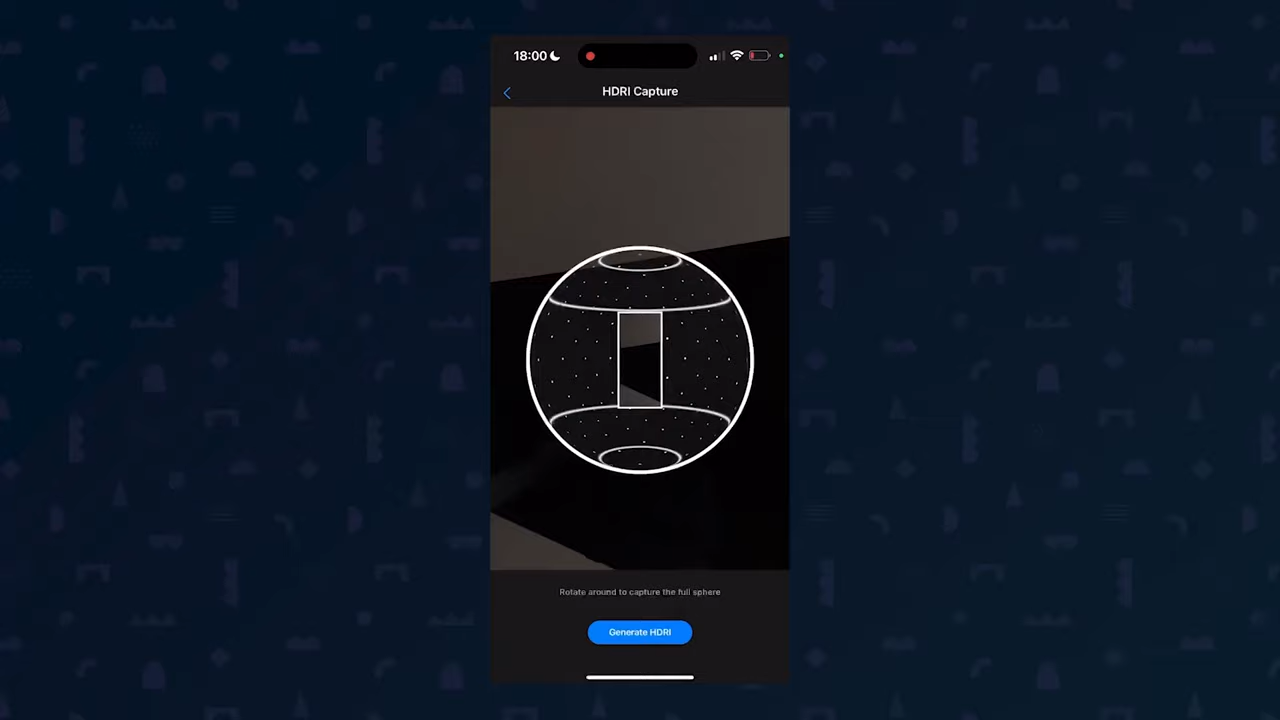 18:00
HDRI Capture
Rotate around to capture the full sphere
Generate HDRI